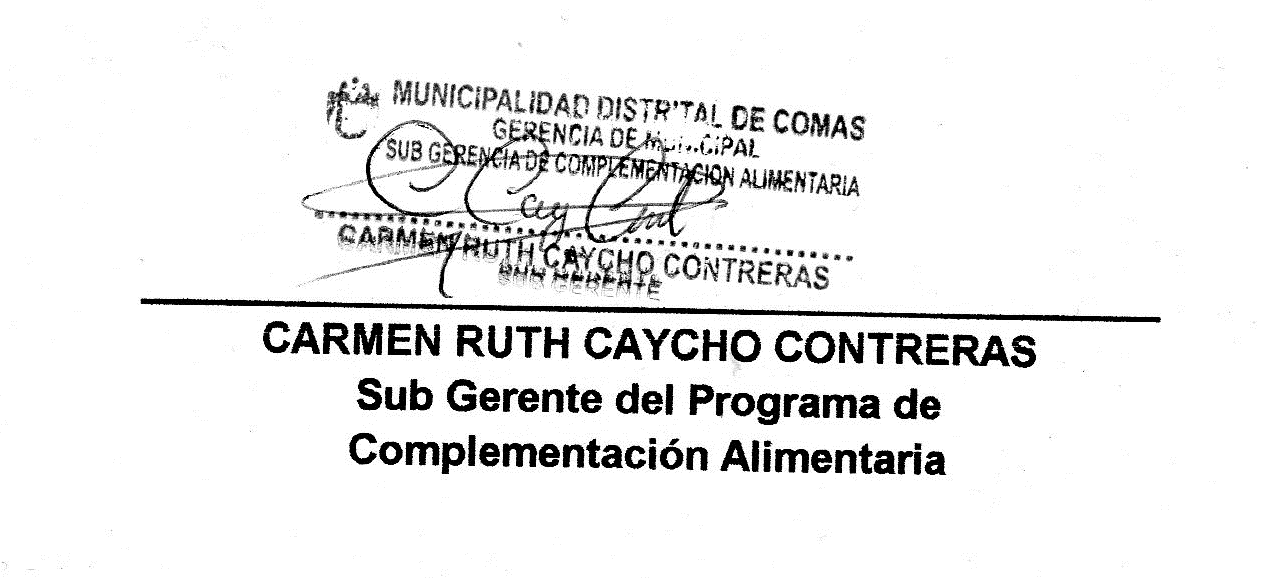 MUNICIPALIDAD DISTRITAL DE COMAS
GERENCIA DE MUNICIPAL
SUB GERENCIA DE COMPLEMENTACION ALIMENTARIA
CARMEN RUTH CAYCHO CONTRERAS
SUB GERENTE
CARMEN RUTH CAYCHO CONTRERAS
Sub Gerente del Programa de
Complementación Alimentaria